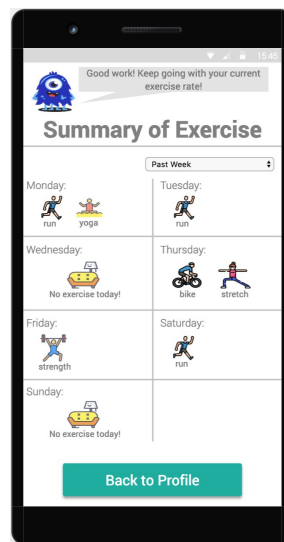 15:45
Good work! Keep going with your current
exercise rate!
Summary of Exercise
Past Week
Monday:
run yoga
Tuesday:
run
Wednesday:
No exercise today!
Thursday:
bike stretch
Friday:
strength
Saturday:
run
Sunday:
No exercise today!
Back to Profile